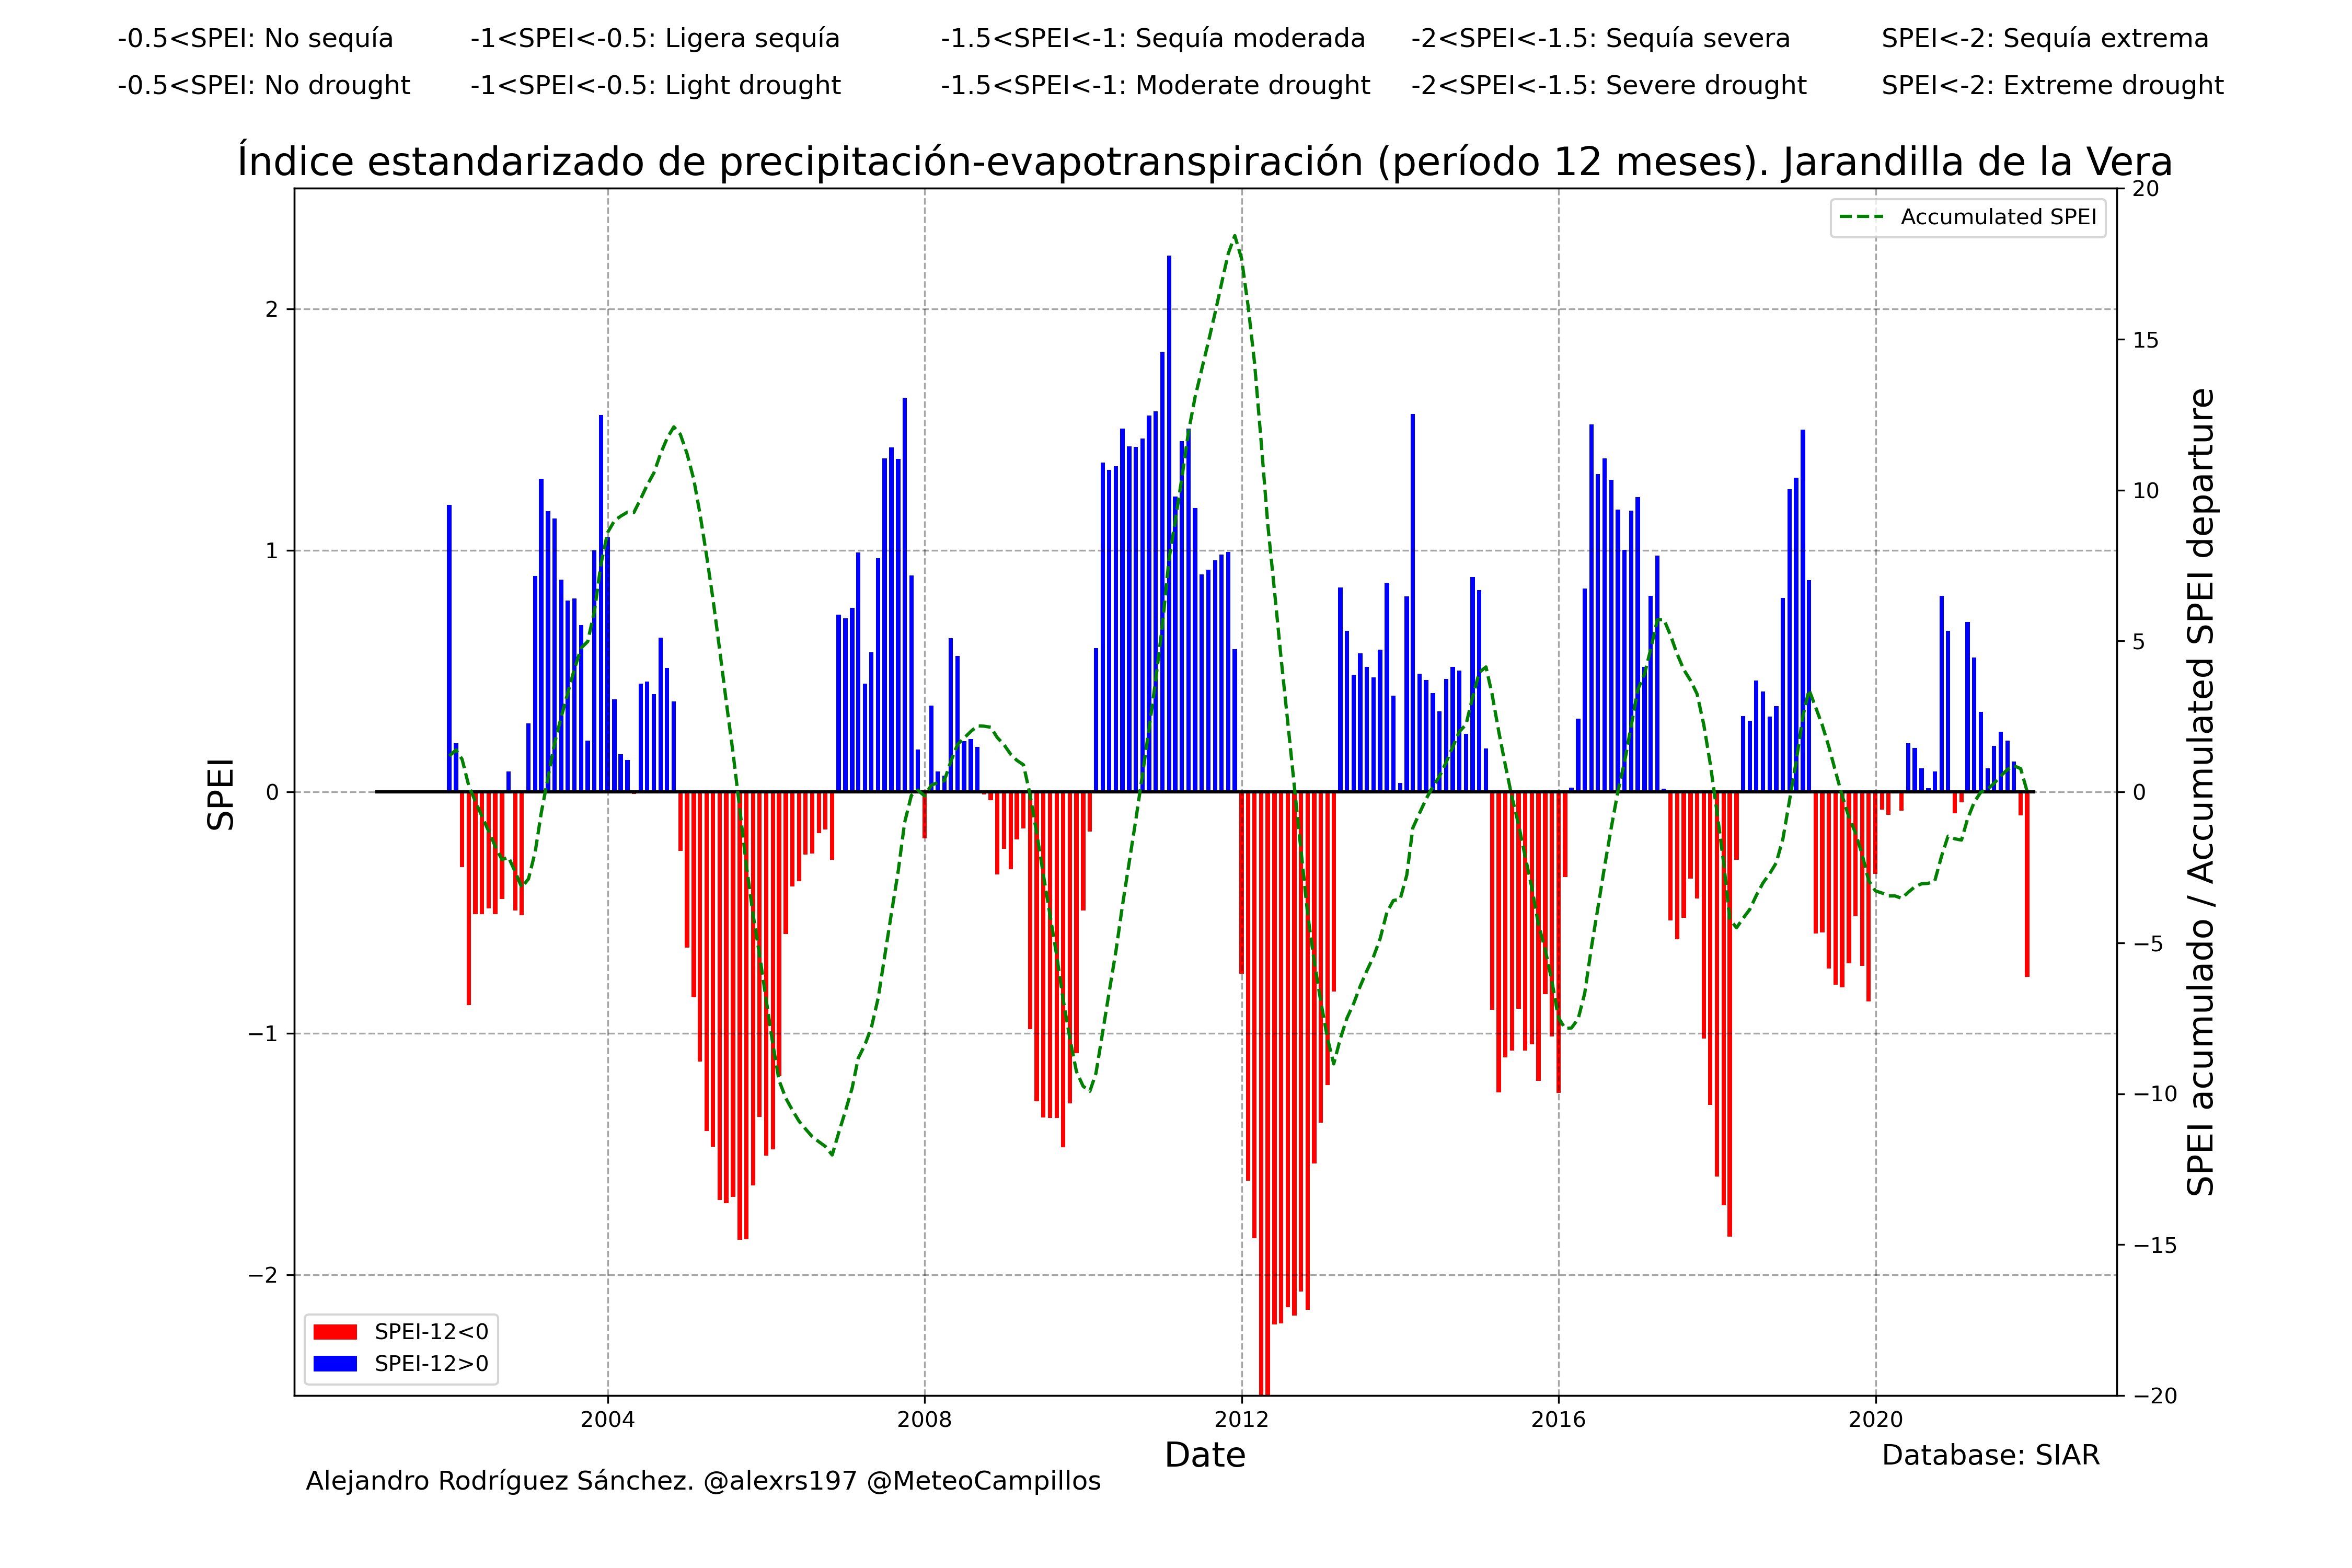 -0.5<SPEI: No sequía -1<SPEI<-0.5: Ligera sequía -1.5<SPEI<-1: Sequía moderada -2<SPEI<-1.5: Sequía severa SPEI<-2: Sequía extrema
-0.5<SPEI: No drought -1<SPEI<-0.5: Light drought -1.5<SPEI<-1: Moderate drought -2<SPEI<-1.5: Severe drought SPEI<-2: Extreme drought
Índice estandarizado de precipitación-evapotranspiración (período 12 meses). Jarandilla de la Vera
Accumulated SPEI
SPEI
2
1
0
−1
−2
20
15
10
5
0
−5
−10
−15
−20
SPEI acumulado / Accumulated SPEI departure
SPEI-12<0
SPEI-12>0
2004 2008 2012 2016 2020
Date
Database: SIAR
Alejandro Rodríguez Sánchez. @alexrs197 @MeteoCampillos